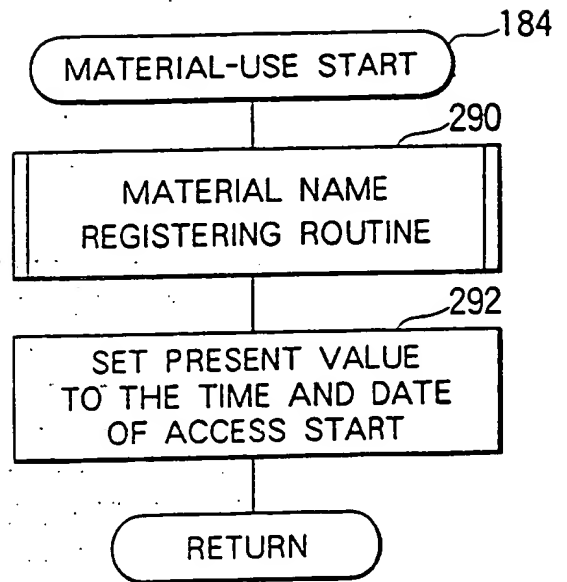 184
MATERIAL-USE START
290
MATERIAL NAME
REGISTERING ROUTINE
292
SET PRESENT VALUE
TO THE TIME AND DATE
OF ACCESS START
RETURN